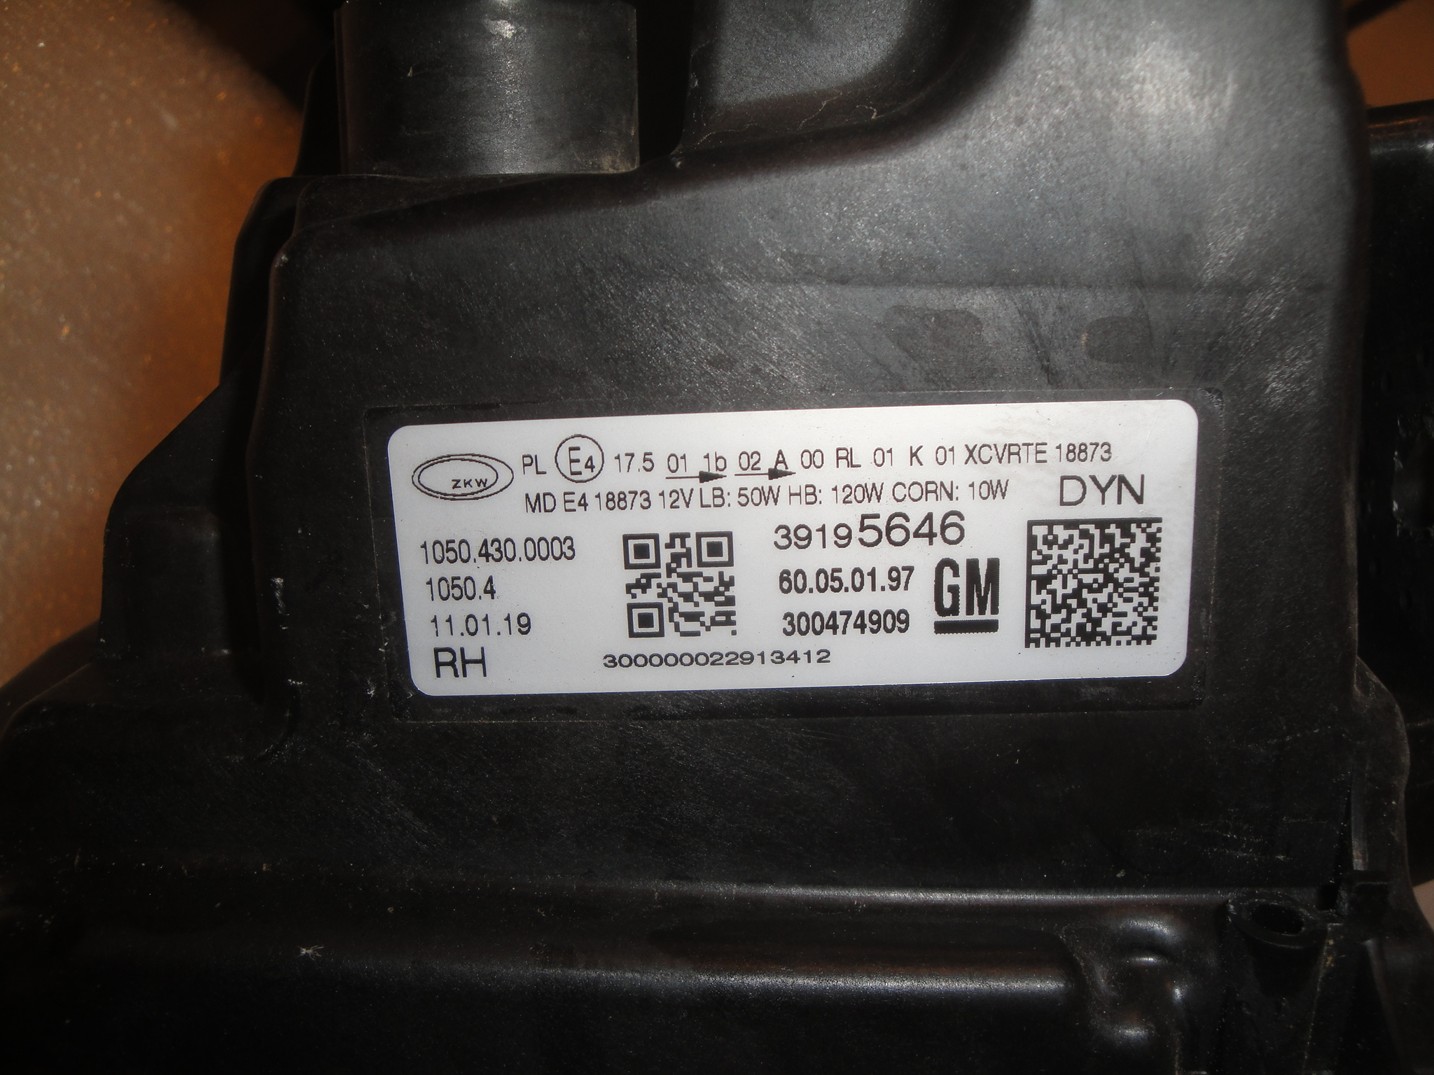 ZKW PL E4 17.5 01 1b 02 A 00 RL 01 K 01 XCVRTE 18873
MD E4 18873 12V LB: 50W HB: 120W CORN: 10W DYN
1050.430.0003 39195646
1050.4 60.05.01.97 GM
11.01.19 300474909
RH 300000022913412